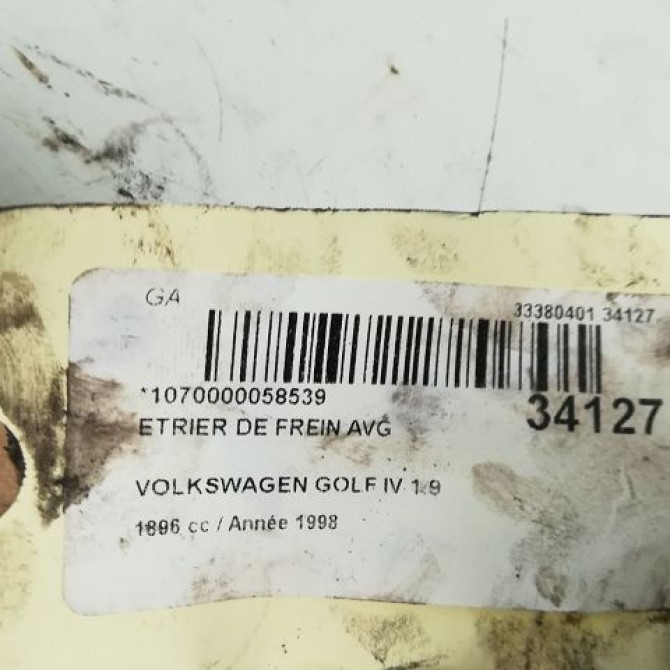 GA
33380401 34127
*1070000058539
34127
ETRIER DE FREIN AVG
VOLKSWAGEN GOLF IV 1.9
1896 cc / Année 1998